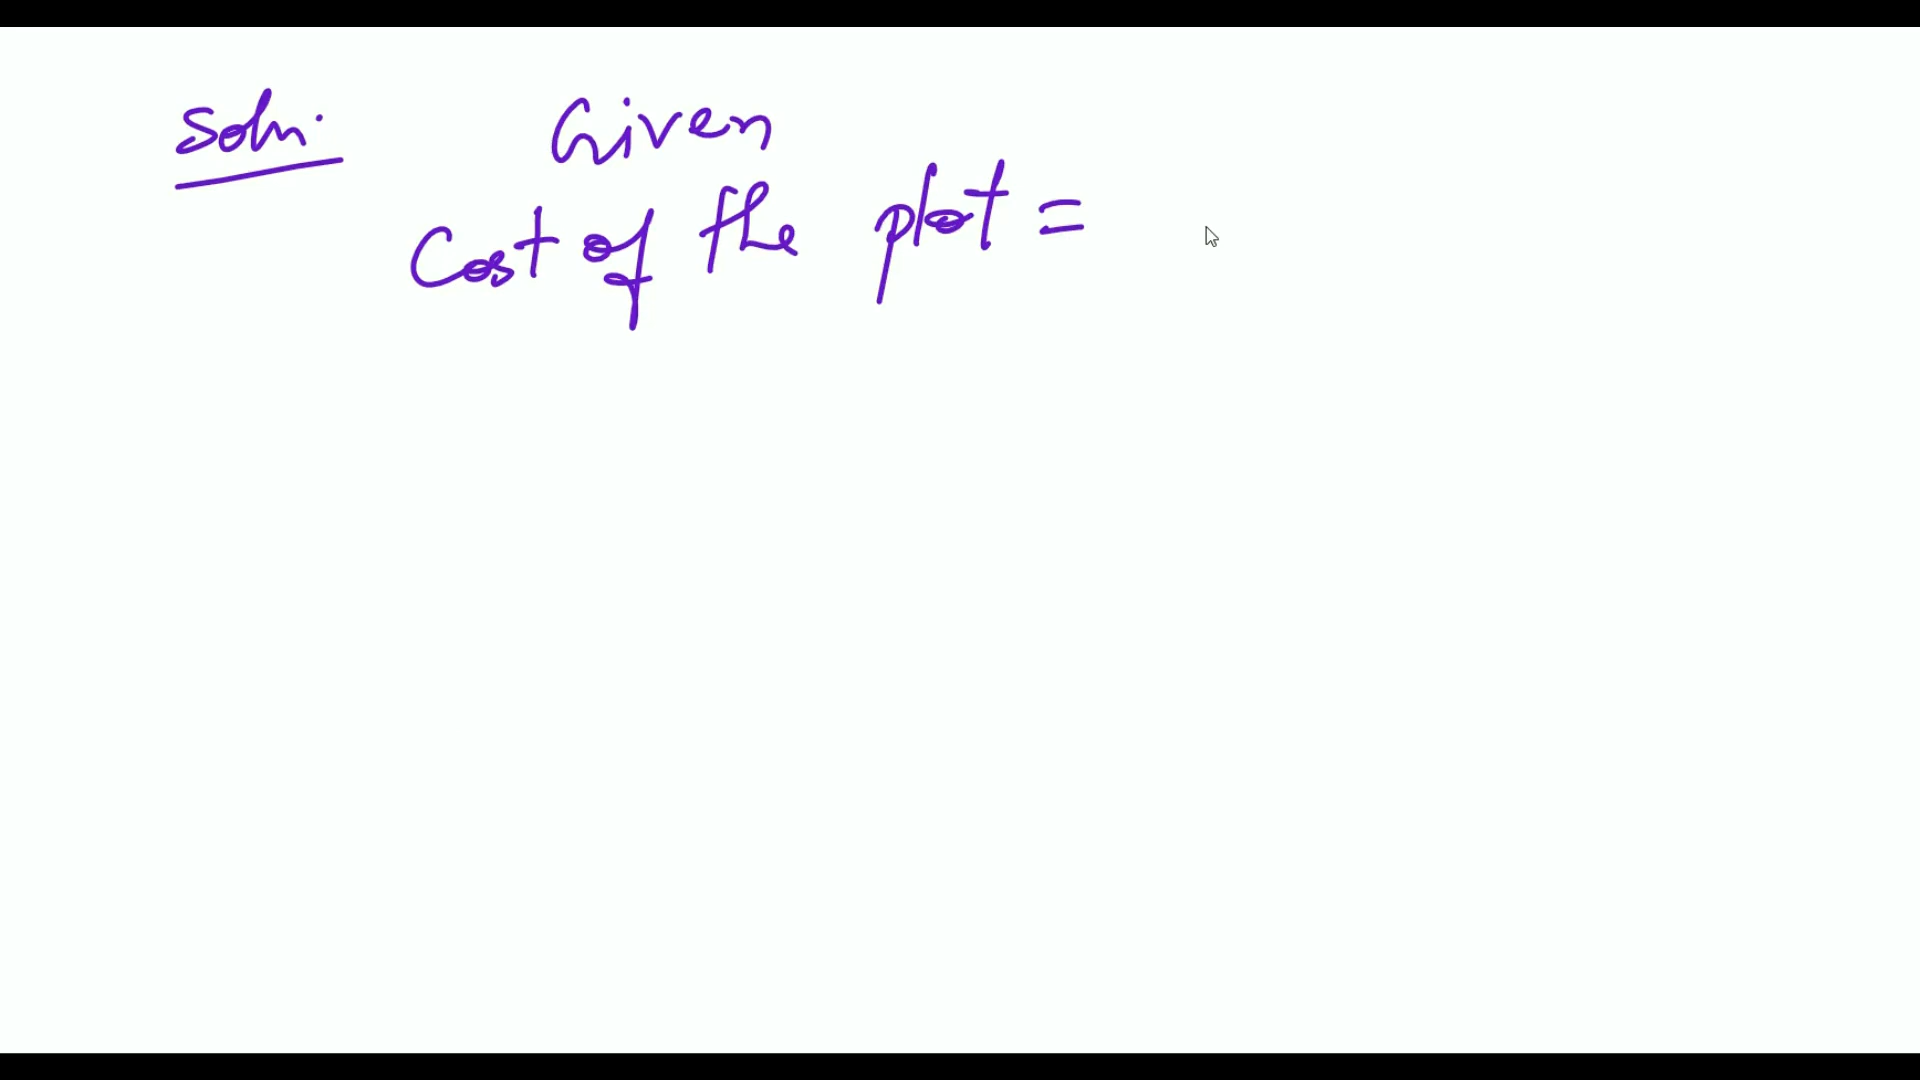 Soln. Given
Cost of the plot =